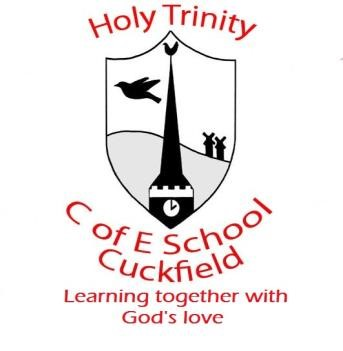 Holy Trinity
C of E School
Cuckfield
Learning together with
God's love